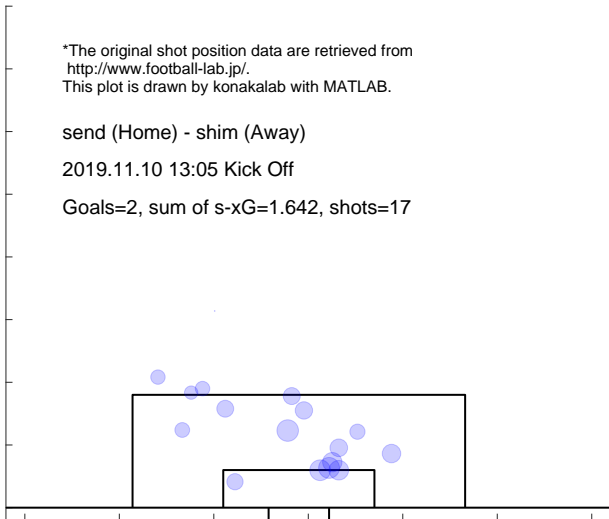 *The original shot position data are retrieved from
http://www.football-lab.jp/.
This plot is drawn by konakalab with MATLAB.
send (Home) - shim (Away)
2019.11.10 13:05 Kick Off
Goals=2, sum of s-xG=1.642, shots=17